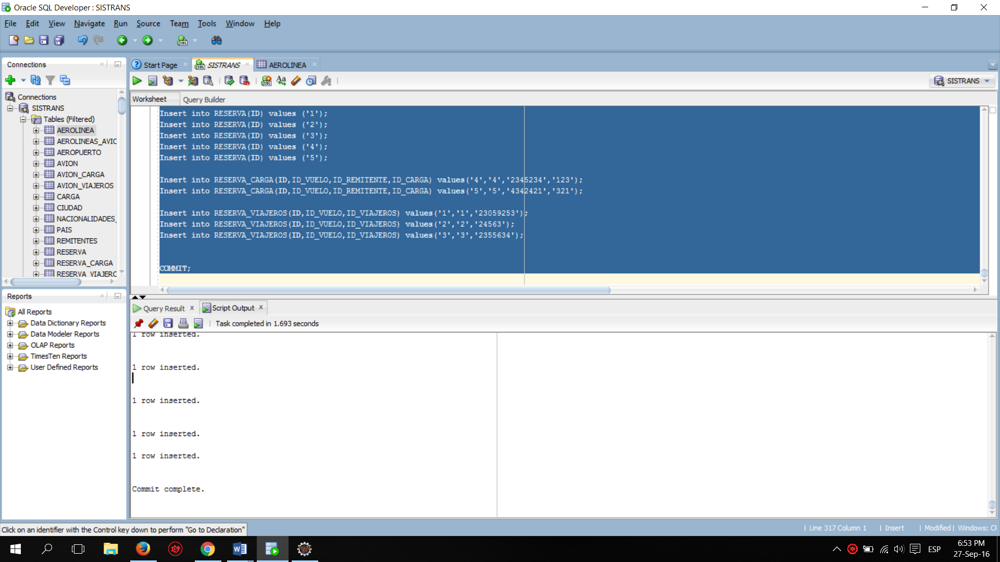 Oracle SQL Developer : SISTRANS
File Edit View Navigate Run Source Team Tools Window Help
Connections
Start Page
SISTRANS
AEROLINEA
SISTRANS
Worksheet
Query Builder
Connections
SISTRANS
Tables (Filtered)
AEROLINEA
AEROLINEAS_AVIC
AEROPUERTO
AVION
AVION_CARGA
AVION_VIAJEROS
CARGA
CIUDAD
NACIONALIDADES_
PAIS
REMITENTES
RESERVA
RESERVA_CARGA
RESERVA_VIAJERC
Insert into RESERVA(ID) values ('1');
Insert into RESERVA(ID) values ('2');
Insert into RESERVA(ID) values ('3');
Insert into RESERVA(ID) values ('4');
Insert into RESERVA(ID) values ('5');
Insert into RESERVA_CARGA(ID,ID_VUELO,ID_REMITENTE,ID_CARGA) values('4','4','2345234','123');
Insert into RESERVA_CARGA(ID,ID_VUELO,ID_REMITENTE,ID_CARGA) values('5','5','4342421','321');
Insert into RESERVA_VIAJEROS(ID,ID_VUELO,ID_VIAJEROS) values('1','1','23059253');
Insert into RESERVA_VIAJEROS(ID,ID_VUELO,ID_VIAJEROS) values('2','2','24563');
Insert into RESERVA_VIAJEROS(ID,ID_VUELO,ID_VIAJEROS) values('3','3','2355634');
COMMIT;
Reports
All Reports
Data Dictionary Reports
Data Modeler Reports
OLAP Reports
TimesTen Reports
User Defined Reports
Query Result
Script Output
Task completed in 1.693 seconds
1 row inserted.
1 row inserted.
1 row inserted.
1 row inserted.
1 row inserted.
Commit complete.
Click on an identifier with the Control key down to perform "Go to Declaration"
| Line 317 Column 1 | Insert | Modified | Windows: CF
ESP
6:53 PM
27-Sep-16